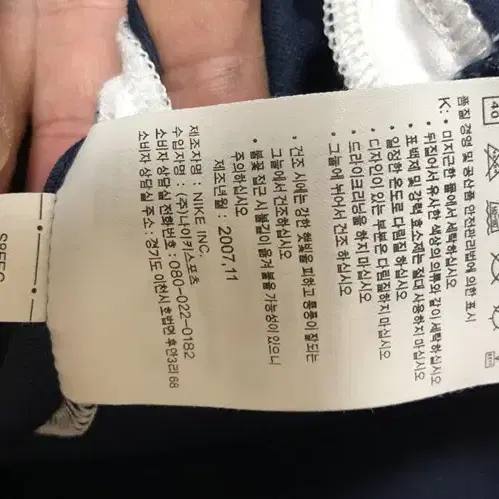 품질 경영 및 공산품 안전관리법에 의한 표시
K:
• 미지근한 물에서 세탁하십시오
• 뒤집어서 유사한 색상의 의류와 같이 세탁하십시오
• 표백제 및 강력 효소제는 절대 사용하지 마십시오
• 일정한 온도로 다림질 하십시오
• 디자인이 있는 부분은 다림질하지 마십시오
• 드라이크리닝을 하지 마십시오
• 그늘에 뉘어서 건조 하십시오
• 건조 시에는 강한 햇빛을 피하고 통풍이 잘되는
그늘에서 건조하십시오
• 불꽃 접근 시 불길이 옮겨 붙을 가능성이 있으니
주의하십시오
제조년월 : 2007,11
제조자명 : NIKE INC.
수입자명 : (주)나이키스포츠
소비자 상담실 전화번호 : 080-022-0182
소비자 상담실 주소 : 경기도 이천시 호법면 후안3리 68